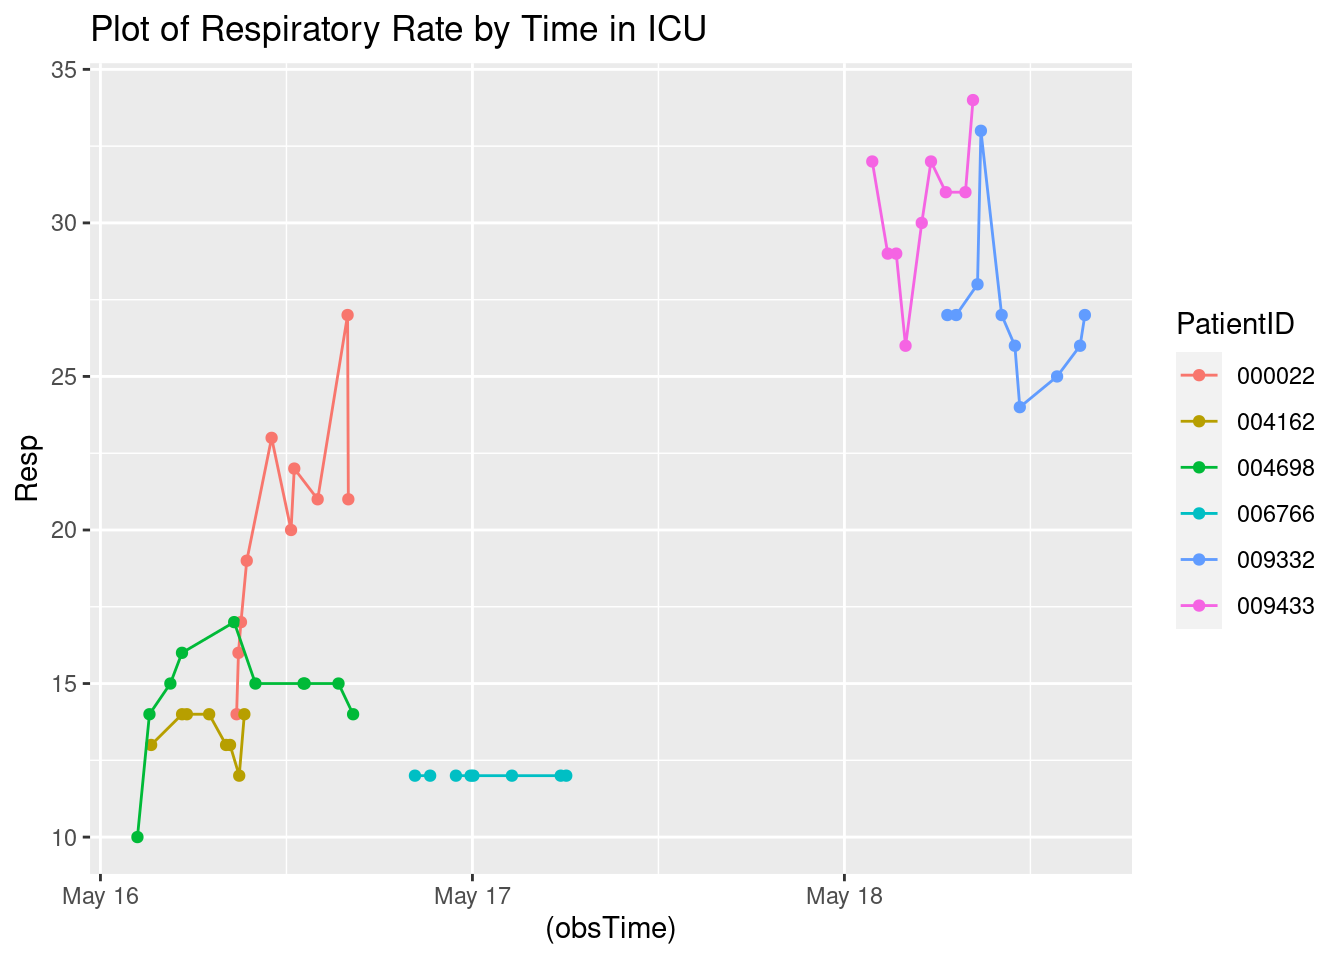 Plot of Respiratory Rate by Time in ICU
35
30
25
20
15
10
Resp
May 16 May 17 May 18
(obsTime)
PatientID
000022
004162
004698
006766
009332
009433